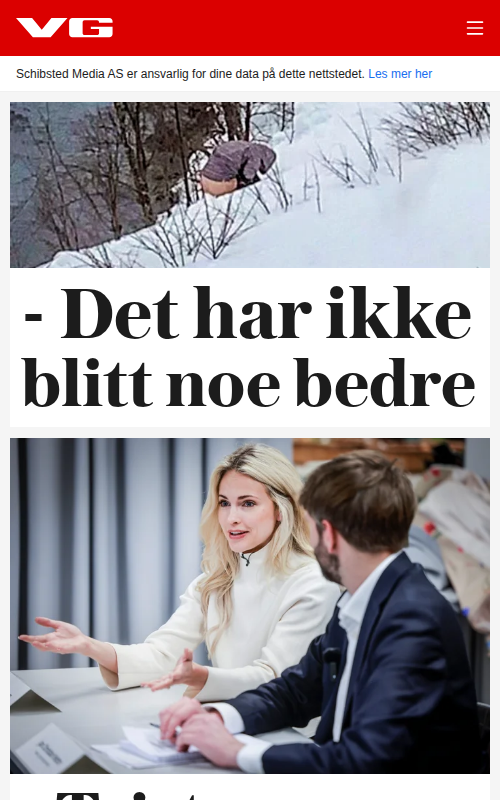 VG
Schibsted Media AS er ansvarlig for dine data på dette nettstedet. Les mer her
- Det har ikke
blitt noe bedre